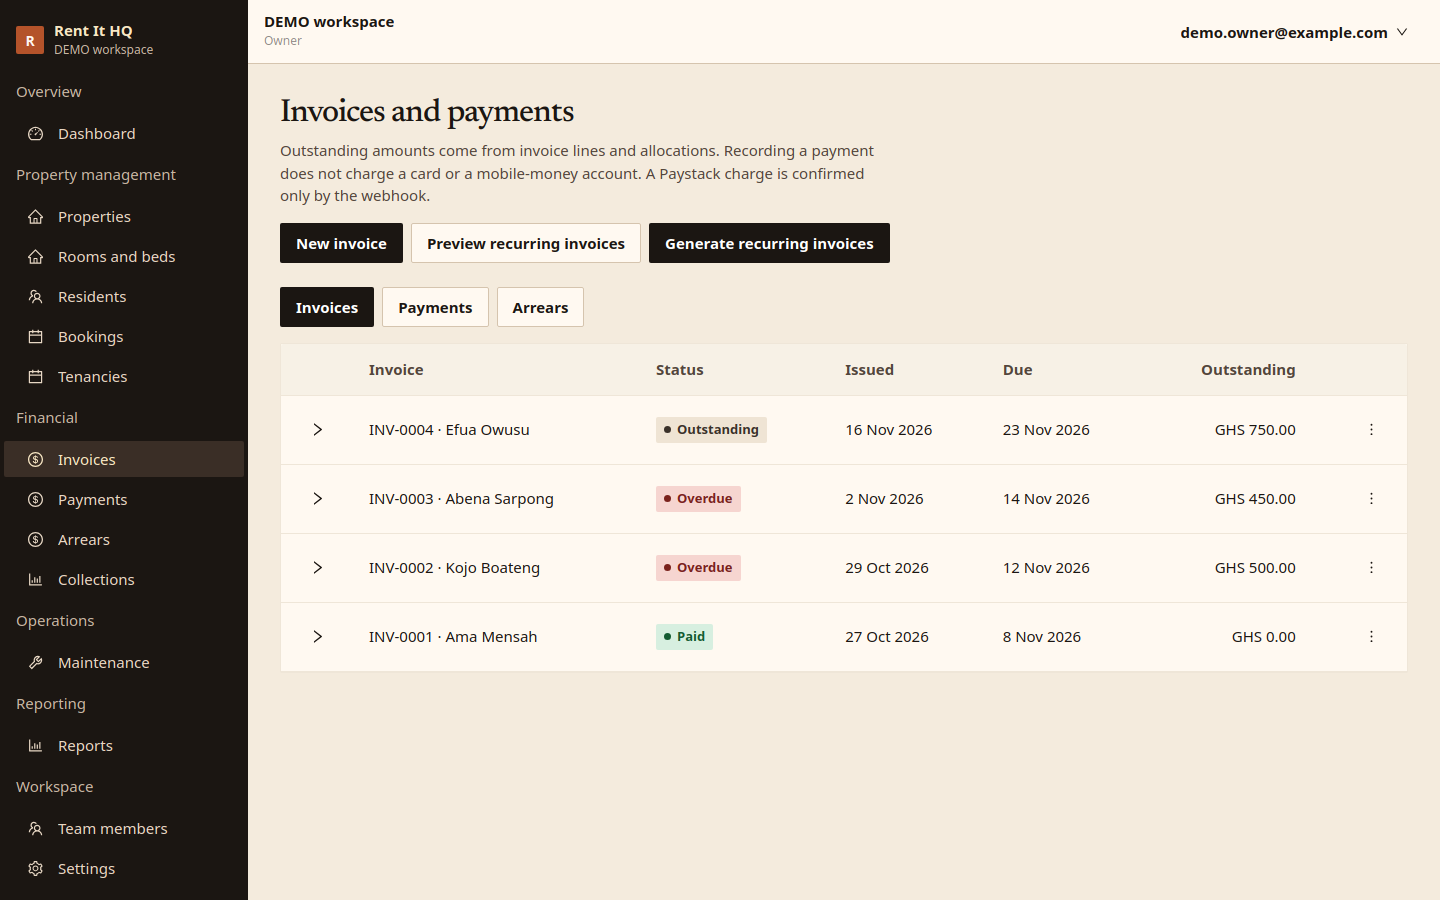 R
Rent It HQ
DEMO workspace
Overview
Dashboard
Property management
Properties
Rooms and beds
Residents
Bookings
Tenancies
Financial
Invoices
Payments
Arrears
Collections
Operations
Maintenance
Reporting
Reports
Workspace
Team members
Settings
DEMO workspace
Owner
demo.owner@example.com
Invoices and payments
Outstanding amounts come from invoice lines and allocations. Recording a payment
does not charge a card or a mobile-money account. A Paystack charge is confirmed
only by the webhook.
New invoice Preview recurring invoices Generate recurring invoices
Invoices Payments Arrears
Invoice Status Issued Due Outstanding
INV-0004 · Efua Owusu Outstanding 16 Nov 2026 23 Nov 2026 GHS 750.00
INV-0003 · Abena Sarpong Overdue 2 Nov 2026 14 Nov 2026 GHS 450.00
INV-0002 · Kojo Boateng Overdue 29 Oct 2026 12 Nov 2026 GHS 500.00
INV-0001 · Ama Mensah Paid 27 Oct 2026 8 Nov 2026 GHS 0.00